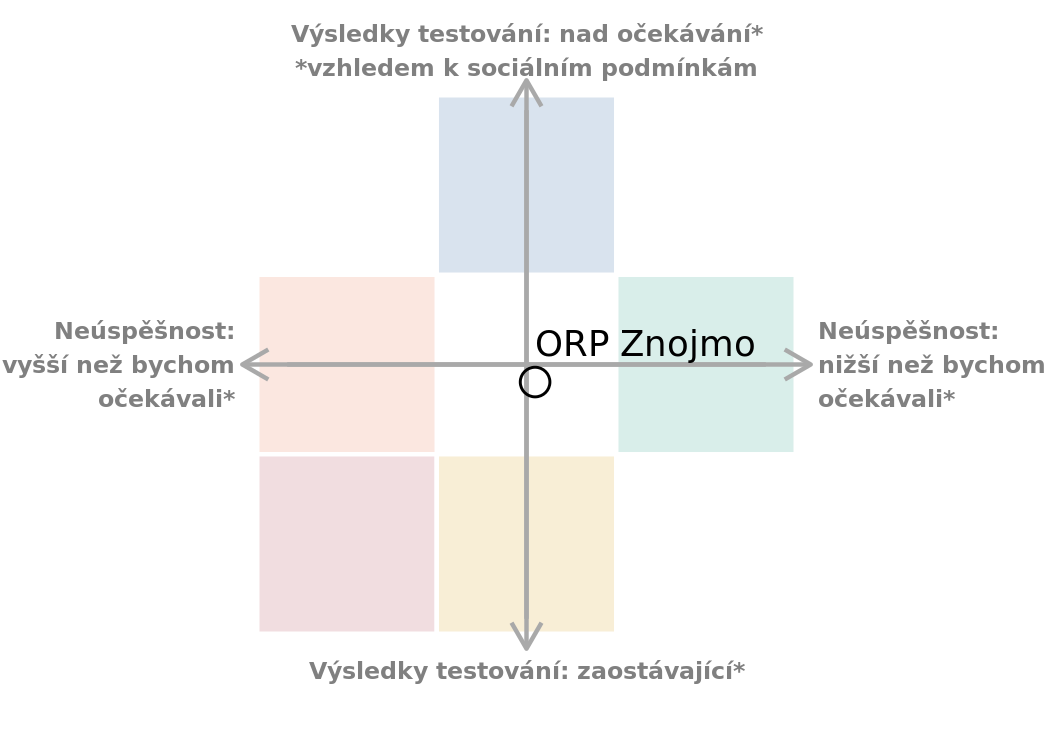 Výsledky testování: nad očekávání*
*vzhledem k sociálním podmínkám
ORP Znojmo
Neúspěšnost:
vyšší než bychom
očekávali*
Neúspěšnost:
nižší než bychom
očekávali*
Výsledky testování: zaostávající*